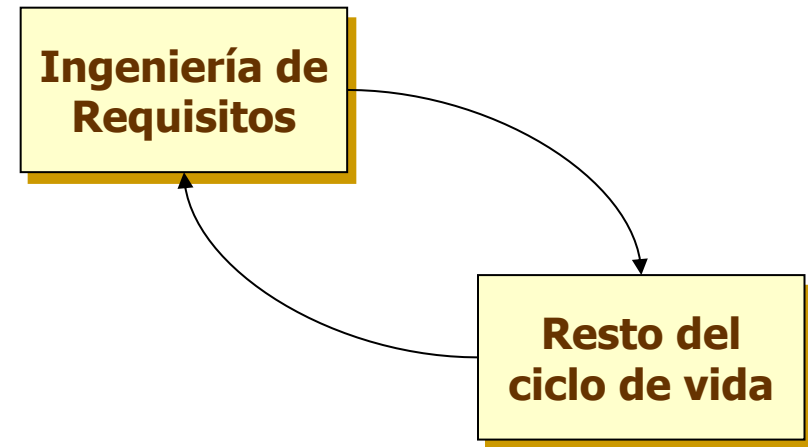 Ingeniería de
Requisitos
Resto del
ciclo de vida